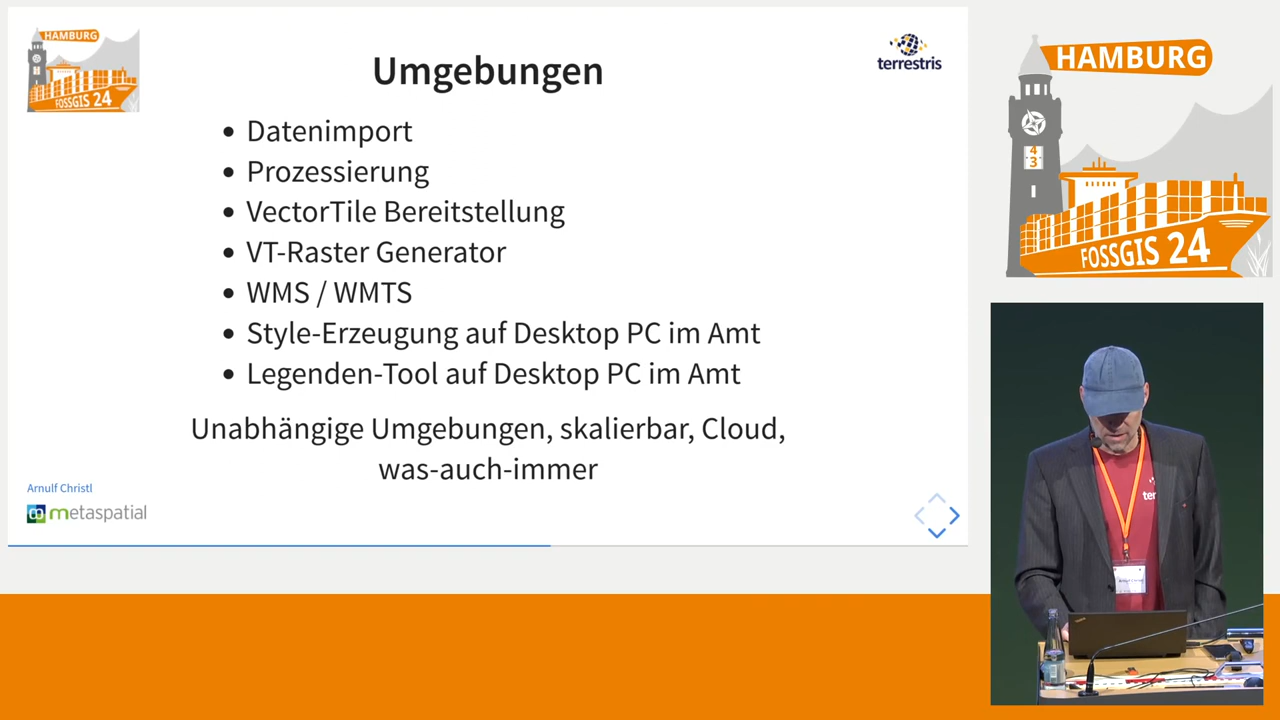 HAMBURG
FOSSGIS 24
Umgebungen
terrestris
• Datenimport
• Prozessierung
• VectorTile Bereitstellung
• VT-Raster Generator
• WMS / WMTS
• Style-Erzeugung auf Desktop PC im Amt
• Legenden-Tool auf Desktop PC im Amt
Unabhängige Umgebungen, skalierbar, Cloud,
was-auch-immer
Arnulf Christl
metaspatial
HAMBURG
4
3
FOSSGIS 24